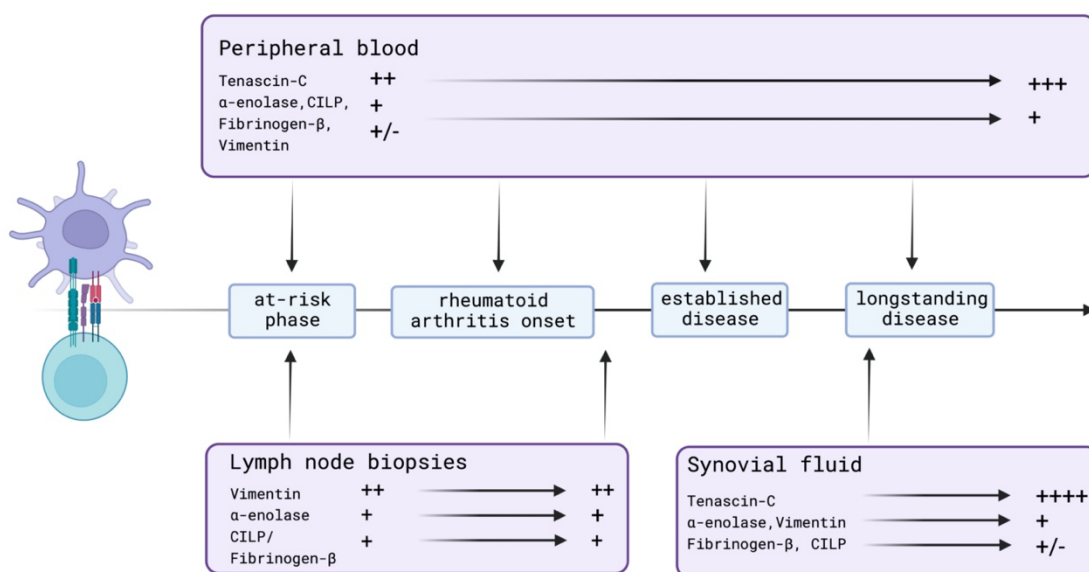 Peripheral blood
Tenascin-C ++ +++
α-enolase,CILP, +
Fibrinogen-β, +/- +
Vimentin
at-risk
phase
rheumatoid
arthritis onset
established
disease
longstanding
disease
Lymph node biopsies
Vimentin ++ ++
α-enolase + +
CILP/ + +
Fibrinogen-β
Synovial fluid
Tenascin-C ++++
α-enolase,Vimentin +
Fibrinogen-β, CILP +/-